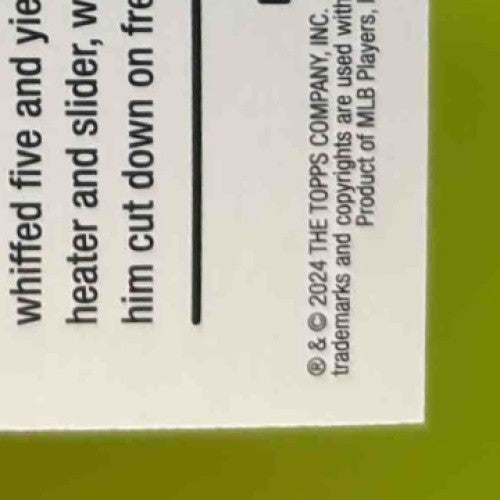 whiffed five and yie
heater and slider, w
him cut down on fre
® & © 2024 THE TOPPS COMPANY, INC.
trademarks and copyrights are used with
Product of MLB Players,